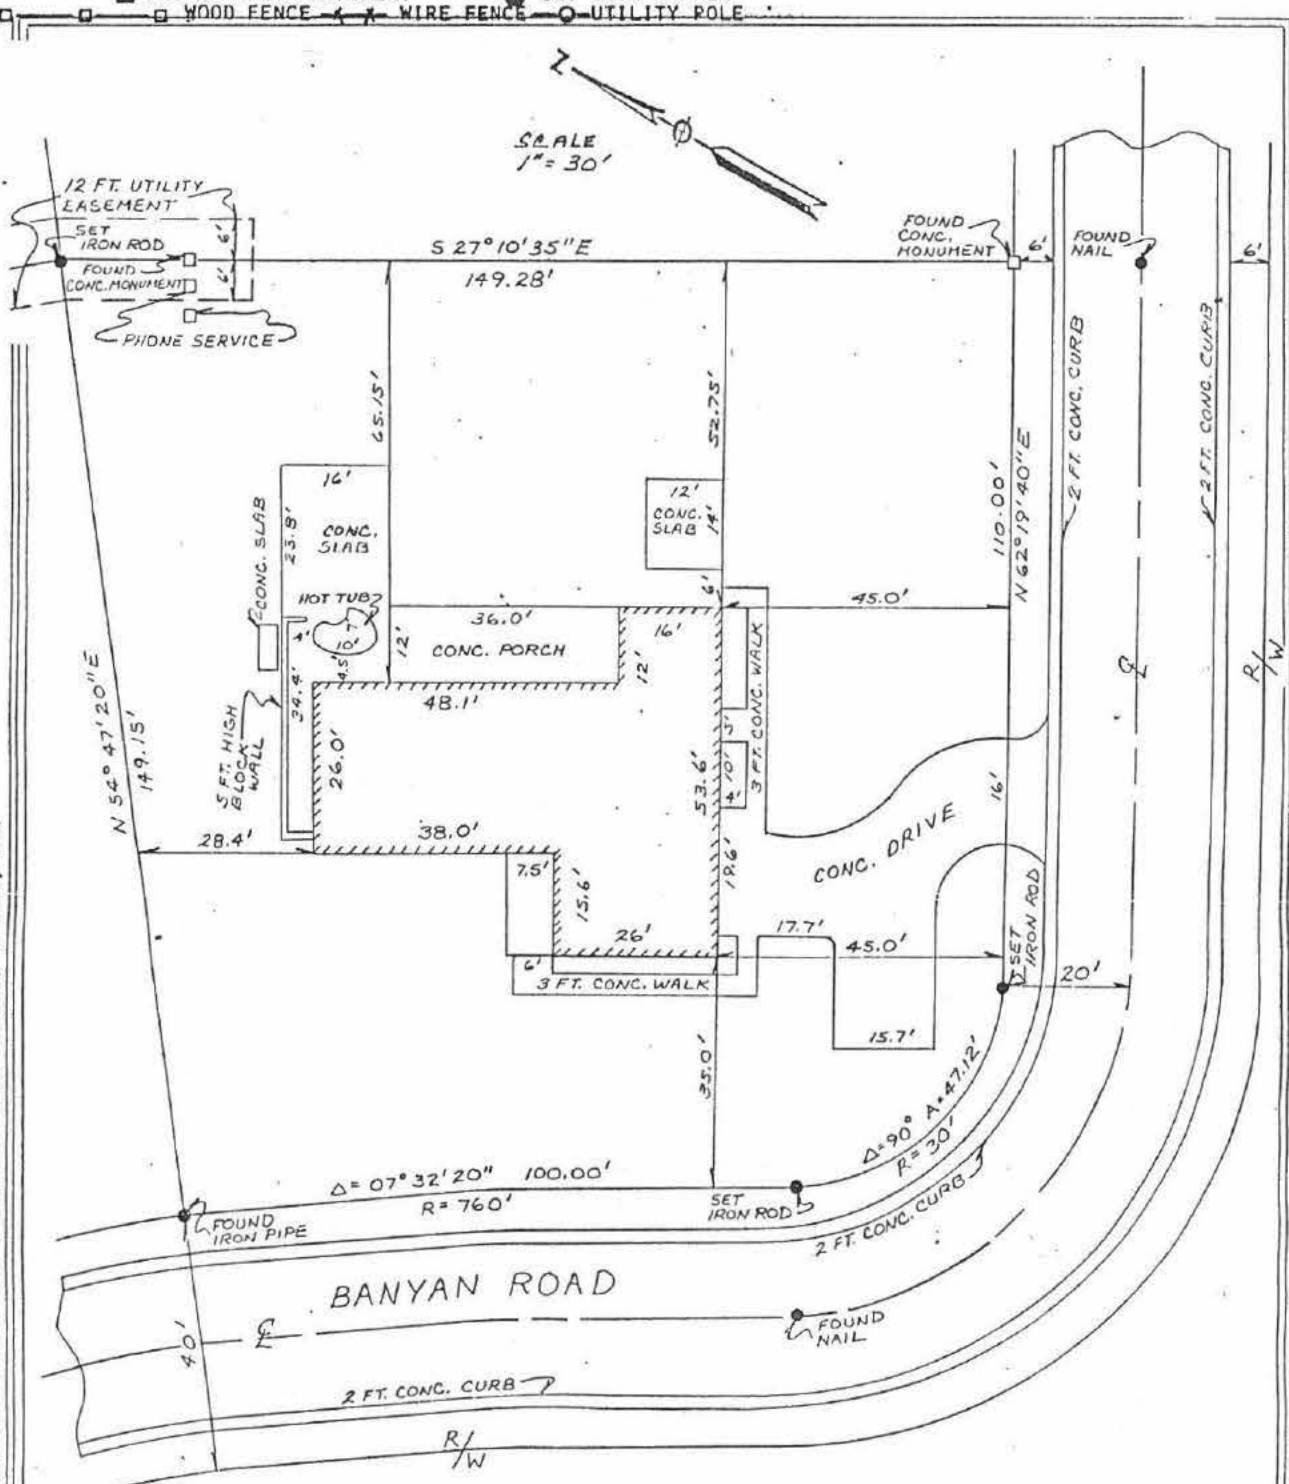 WOOD FENCE WIRE FENCE UTILITY POLE
N
SCALE
1" = 30'
12 FT. UTILITY
EASEMENT
SET
IRON ROD
6'
6'
FOUND
CONC. MONUMENT
PHONE SERVICE
S 27° 10' 35" E
149.28'
FOUND
CONC.
MONUMENT
6'
FOUND
NAIL
6'
2 FT. CONC. CURB
2 FT. CONC. CURB
65.15'
52.75'
110.00'
N 62° 19' 40" E
16'
CONC.
SLAB
23.8'
CONC. SLAB
12'
CONC.
SLAB
14'
6'
HOT TUB
7'
10'
4'
4.5'
34.4'
12'
36.0'
CONC. PORCH
16'
12'
45.0'
3 FT. CONC. WALK
R/W
℄
48.1'
5 FT. HIGH
BLOCK
WALL
26.0'
53.6'
10'
4'
16'
N 54° 47' 20" E
149.15'
28.4'
38.0'
7.5'
15.6'
26'
CONC. DRIVE
17.7'
45.0'
SET
IRON ROD
20'
6'
3 FT. CONC. WALK
15.7'
35.0'
Δ = 90° A = 47.12'
R = 30'
Δ = 07° 32' 20" 100.00'
R = 760'
SET
IRON ROD
FOUND
IRON PIPE
2 FT. CONC. CURB
BANYAN ROAD
40'
℄
FOUND
NAIL
2 FT. CONC. CURB
R/W